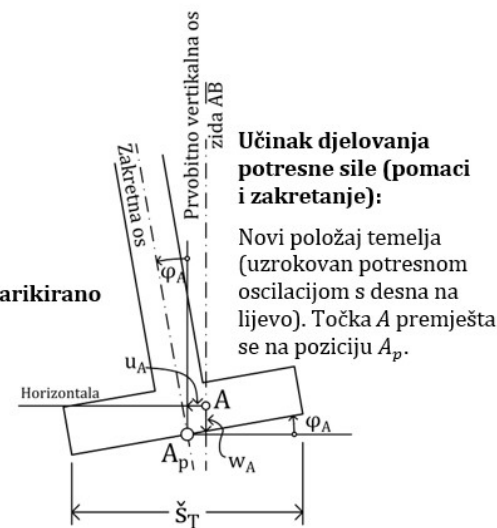 Prvobitno vertikalna os
zida AB
Zakretna os
Učinak djelovanja
potresne sile (pomaci
i zakretanje):
Novi položaj temelja
(uzrokovan potresnom
oscilacijom s desna na
lijevo). Točka A premješta
se na poziciju Aₚ.
φA
arikirano
uA
Horizontala
A
φA
Ap
wA
šT